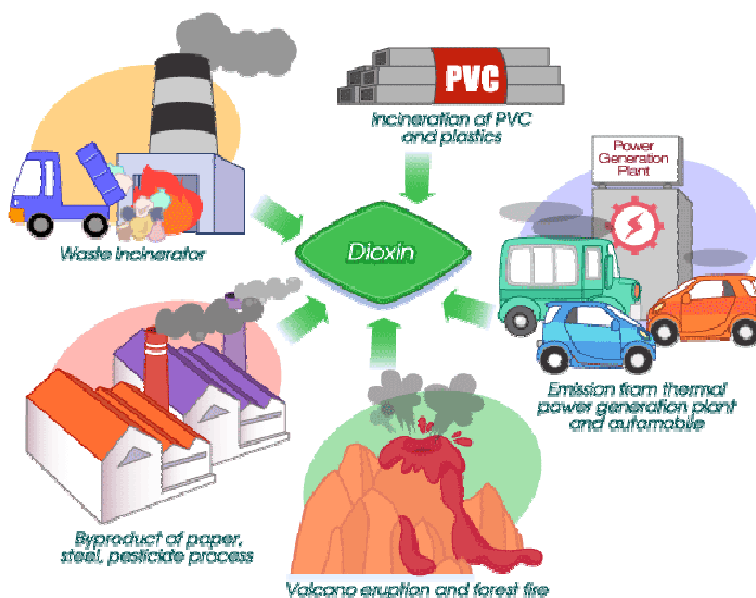 PVC
Incineration of PVC
and plastics
Power
Generation
Plant
Waste Incinerator
Dioxin
Emission from thermal
power generation plant
and automobile
Byproduct of paper,
steel, pesticide process
Volcano eruption and forest fire